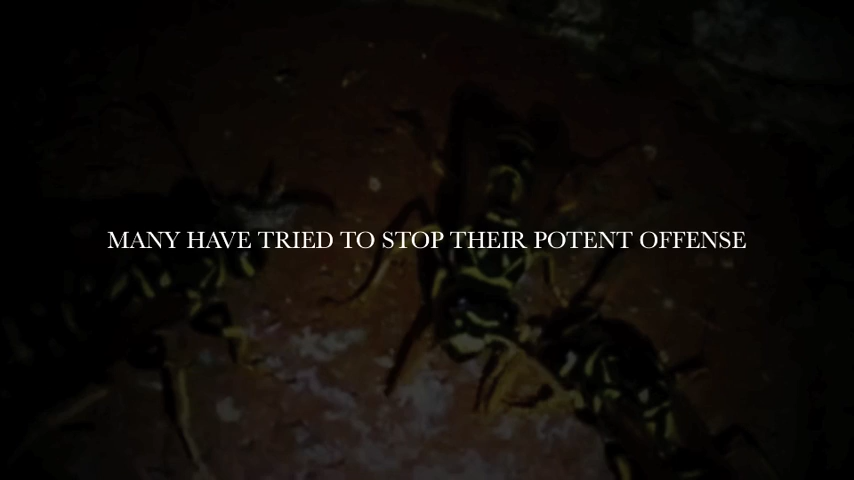 MANY HAVE TRIED TO STOP THEIR POTENT OFFENSE